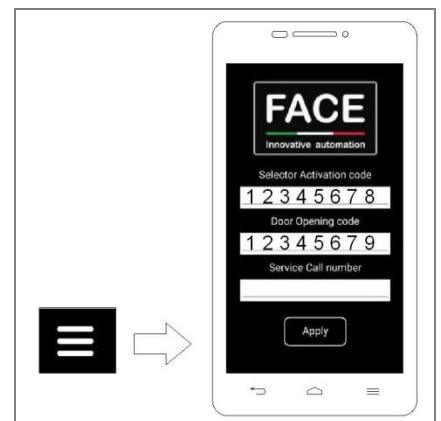 FACE
Innovative automation
Selector Activation code
12345678
Door Opening code
12345679
Service Call number
Apply